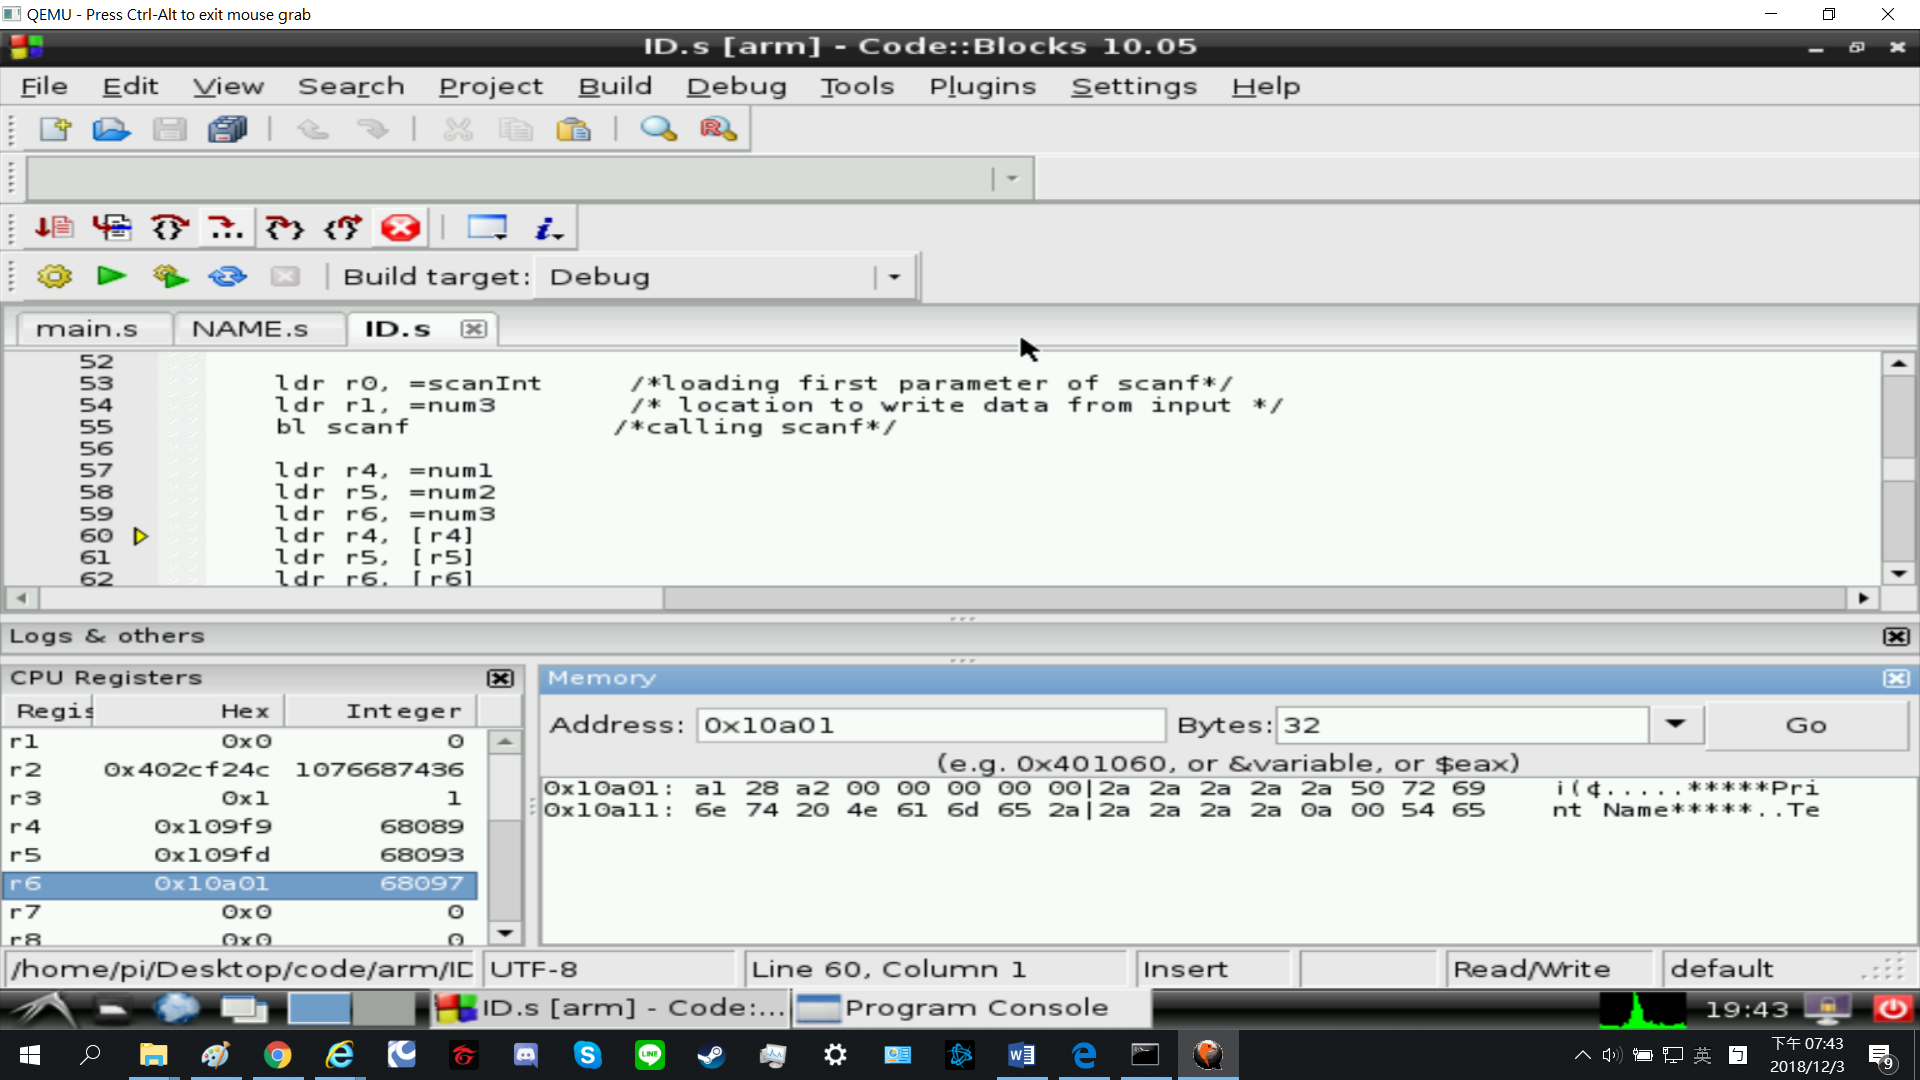 QEMU - Press Ctrl-Alt to exit mouse grab
ID.s [arm] - Code::Blocks 10.05
File Edit View Search Project Build Debug Tools Plugins Settings Help
Build target: Debug
main.s NAME.s ID.s
52
53 ldr r0, =scanInt /*loading first parameter of scanf*/
54 ldr r1, =num3 /* location to write data from input */
55 bl scanf /*calling scanf*/
56
57 ldr r4, =num1
58 ldr r5, =num2
59 ldr r6, =num3
60 ldr r4, [r4]
61 ldr r5, [r5]
62 ldr r6, [r6]
Logs & others
CPU Registers
Regis Hex Integer
r1 0x0 0
r2 0x402cf24c 1076687436
r3 0x1 1
r4 0x109f9 68089
r5 0x109fd 68093
r6 0x10a01 68097
r7 0x0 0
r8 0x0 0
Memory
Address: 0x10a01 Bytes: 32 Go
(e.g. 0x401060, or &variable, or $eax)
0x10a01: a1 28 a2 00 00 00 00 00|2a 2a 2a 2a 2a 50 72 69 i(¢.....*****Pri
0x10a11: 6e 74 20 4e 61 6d 65 2a|2a 2a 2a 2a 0a 00 54 65 nt Name*****..Te
/home/pi/Desktop/code/arm/ID UTF-8 Line 60, Column 1 Insert Read/Write default
ID.s [arm] - Code:... Program Console 19:43
英 下午 07:43
2018/12/3
9